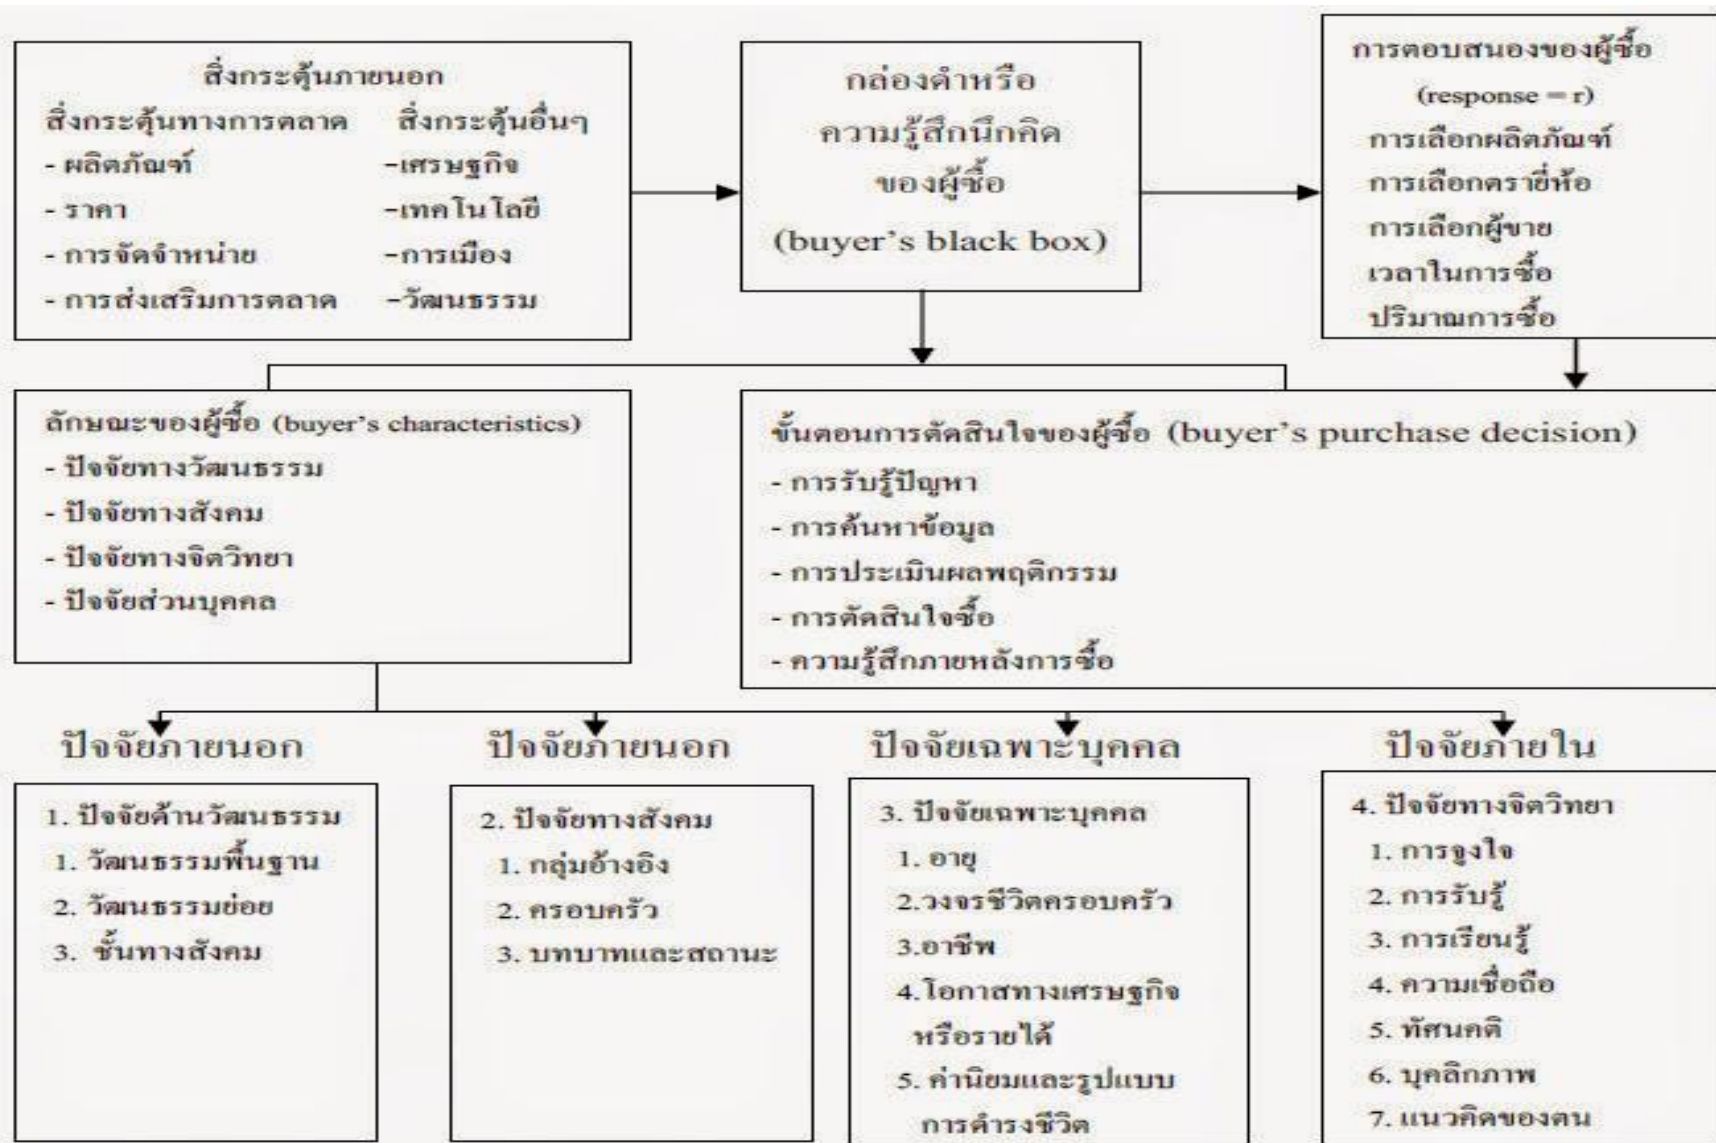 สิ่งกระตุ้นภายนอก
สิ่งกระตุ้นทางการตลาด สิ่งกระตุ้นอื่นๆ
- ผลิตภัณฑ์ -เศรษฐกิจ
- ราคา -เทคโนโลยี
- การจัดจำหน่าย -การเมือง
- การส่งเสริมการตลาด -วัฒนธรรม
กล่องดำหรือ
ความรู้สึกนึกคิด
ของผู้ซื้อ
(buyer's black box)
การตอบสนองของผู้ซื้อ
(response = r)
การเลือกผลิตภัณฑ์
การเลือกตรายี่ห้อ
การเลือกผู้ขาย
เวลาในการซื้อ
ปริมาณการซื้อ
ลักษณะของผู้ซื้อ (buyer's characteristics)
- ปัจจัยทางวัฒนธรรม
- ปัจจัยทางสังคม
- ปัจจัยทางจิตวิทยา
- ปัจจัยส่วนบุคคล
ขั้นตอนการตัดสินใจของผู้ซื้อ (buyer's purchase decision)
- การรับรู้ปัญหา
- การค้นหาข้อมูล
- การประเมินผลพฤติกรรม
- การตัดสินใจซื้อ
- ความรู้สึกภายหลังการซื้อ
ปัจจัยภายนอก
1. ปัจจัยด้านวัฒนธรรม
1. วัฒนธรรมพื้นฐาน
2. วัฒนธรรมย่อย
3. ชั้นทางสังคม
ปัจจัยภายนอก
2. ปัจจัยทางสังคม
1. กลุ่มอ้างอิง
2. ครอบครัว
3. บทบาทและสถานะ
ปัจจัยเฉพาะบุคคล
3. ปัจจัยเฉพาะบุคคล
1. อายุ
2.วงจรชีวิตครอบครัว
3.อาชีพ
4.โอกาสทางเศรษฐกิจ
หรือรายได้
5. ค่านิยมและรูปแบบ
การดำรงชีวิต
ปัจจัยภายใน
4. ปัจจัยทางจิตวิทยา
1. การจูงใจ
2. การรับรู้
3. การเรียนรู้
4. ความเชื่อถือ
5. ทัศนคติ
6. บุคลิกภาพ
7. แนวคิดของตน